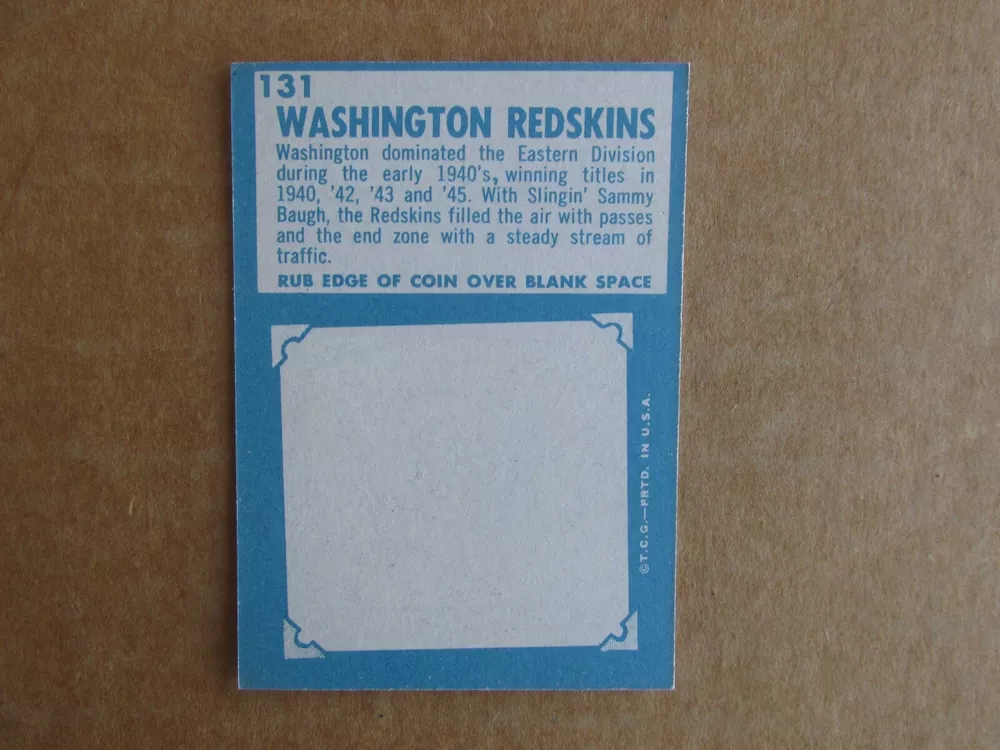 131
WASHINGTON REDSKINS
Washington dominated the Eastern Division
during the early 1940's, winning titles in
1940, '42, '43 and '45. With Slingin' Sammy
Baugh, the Redskins filled the air with passes
and the end zone with a steady stream of
traffic.
RUB EDGE OF COIN OVER BLANK SPACE
©T.C.G.—PRTD. IN U.S.A.